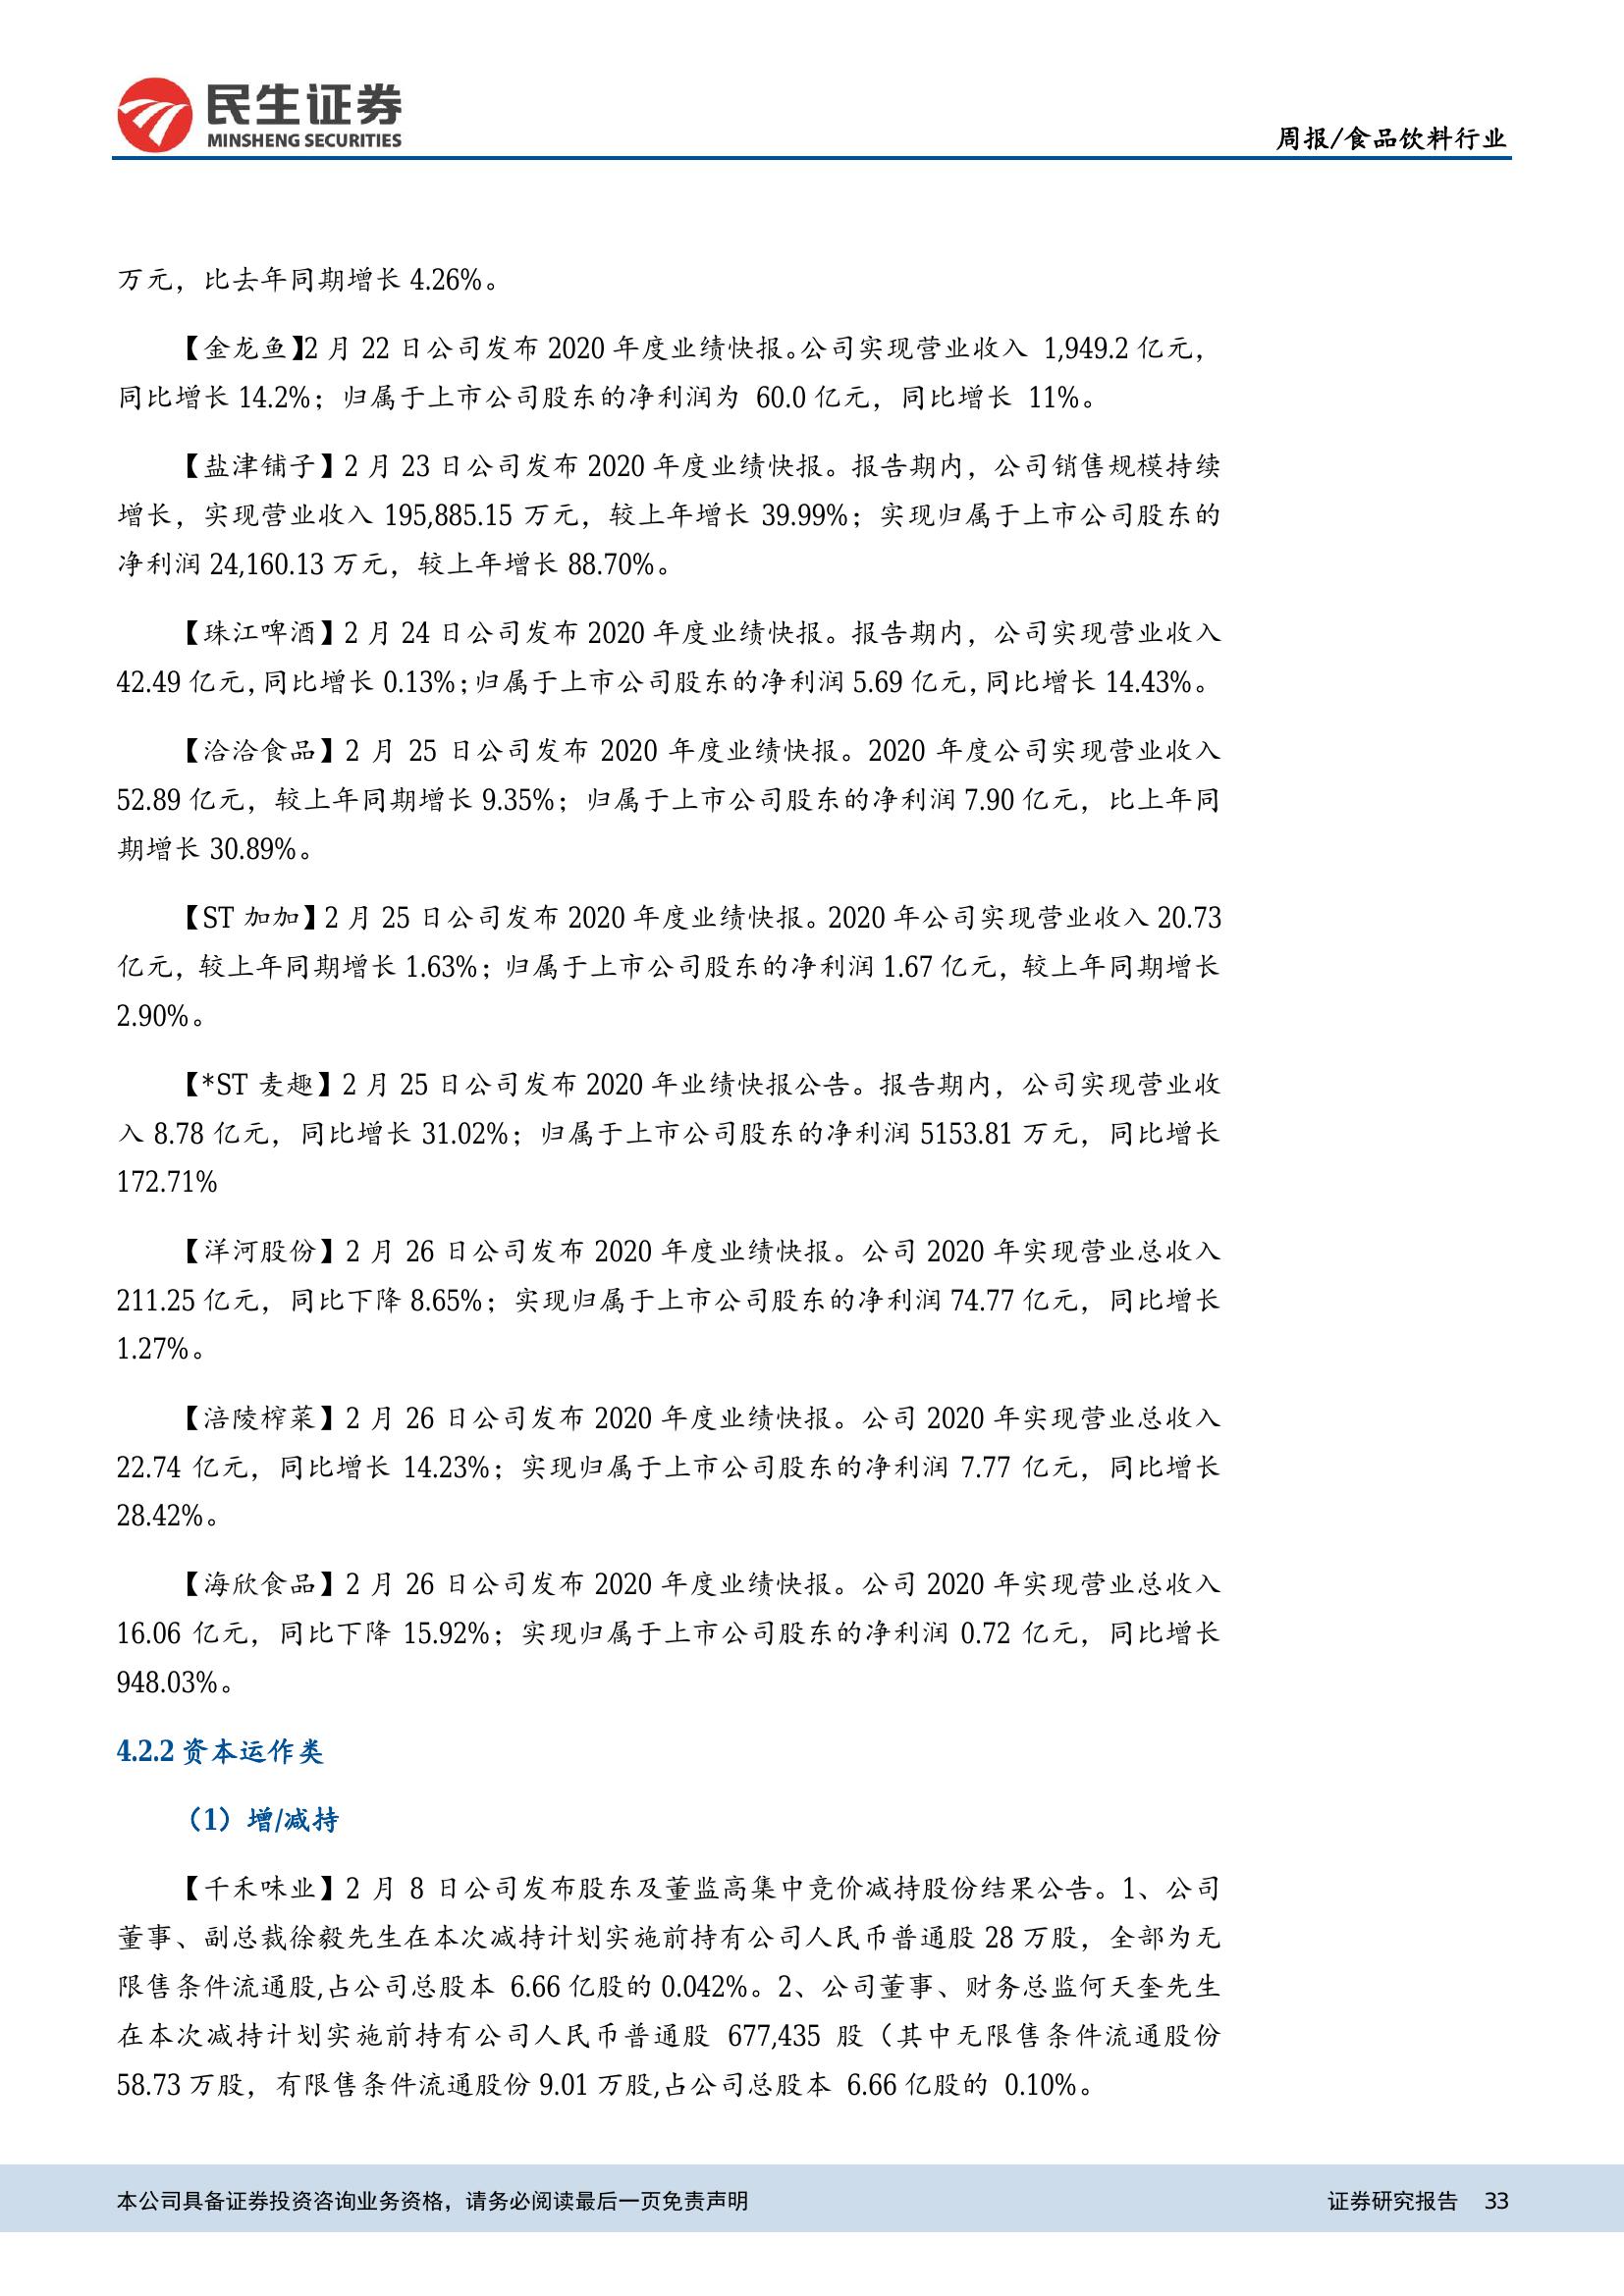 民生证券
MINSHENG SECURITIES
周报/食品饮料行业
万元，比去年同期增长 4.26%。
【金龙鱼】2 月 22 日公司发布 2020 年度业绩快报。公司实现营业收入 1,949.2 亿元，
同比增长 14.2%；归属于上市公司股东的净利润为 60.0 亿元，同比增长 11%。
【盐津铺子】2 月 23 日公司发布 2020 年度业绩快报。报告期内，公司销售规模持续
增长，实现营业收入 195,885.15 万元，较上年增长 39.99%；实现归属于上市公司股东的
净利润 24,160.13 万元，较上年增长 88.70%。
【珠江啤酒】2 月 24 日公司发布 2020 年度业绩快报。报告期内，公司实现营业收入
42.49 亿元，同比增长 0.13%；归属于上市公司股东的净利润 5.69 亿元，同比增长 14.43%。
【洽洽食品】2 月 25 日公司发布 2020 年度业绩快报。2020 年度公司实现营业收入
52.89 亿元，较上年同期增长 9.35%；归属于上市公司股东的净利润 7.90 亿元，比上年同
期增长 30.89%。
【ST 加加】2 月 25 日公司发布 2020 年度业绩快报。2020 年公司实现营业收入 20.73
亿元，较上年同期增长 1.63%；归属于上市公司股东的净利润 1.67 亿元，较上年同期增长
2.90%。
【*ST 麦趣】2 月 25 日公司发布 2020 年业绩快报公告。报告期内，公司实现营业收
入 8.78 亿元，同比增长 31.02%；归属于上市公司股东的净利润 5153.81 万元，同比增长
172.71%
【洋河股份】2 月 26 日公司发布 2020 年度业绩快报。公司 2020 年实现营业总收入
211.25 亿元，同比下降 8.65%；实现归属于上市公司股东的净利润 74.77 亿元，同比增长
1.27%。
【涪陵榨菜】2 月 26 日公司发布 2020 年度业绩快报。公司 2020 年实现营业总收入
22.74 亿元，同比增长 14.23%；实现归属于上市公司股东的净利润 7.77 亿元，同比增长
28.42%。
【海欣食品】2 月 26 日公司发布 2020 年度业绩快报。公司 2020 年实现营业总收入
16.06 亿元，同比下降 15.92%；实现归属于上市公司股东的净利润 0.72 亿元，同比增长
948.03%。
4.2.2 资本运作类
（1）增/减持
【千禾味业】2 月 8 日公司发布股东及董监高集中竞价减持股份结果公告。1、公司
董事、副总裁徐毅先生在本次减持计划实施前持有公司人民币普通股 28 万股，全部为无
限售条件流通股,占公司总股本 6.66 亿股的 0.042%。2、公司董事、财务总监何天奎先生
在本次减持计划实施前持有公司人民币普通股 677,435 股（其中无限售条件流通股份
58.73 万股，有限售条件流通股份 9.01 万股,占公司总股本 6.66 亿股的 0.10%。
本公司具备证券投资咨询业务资格，请务必阅读最后一页免责声明
证券研究报告 33